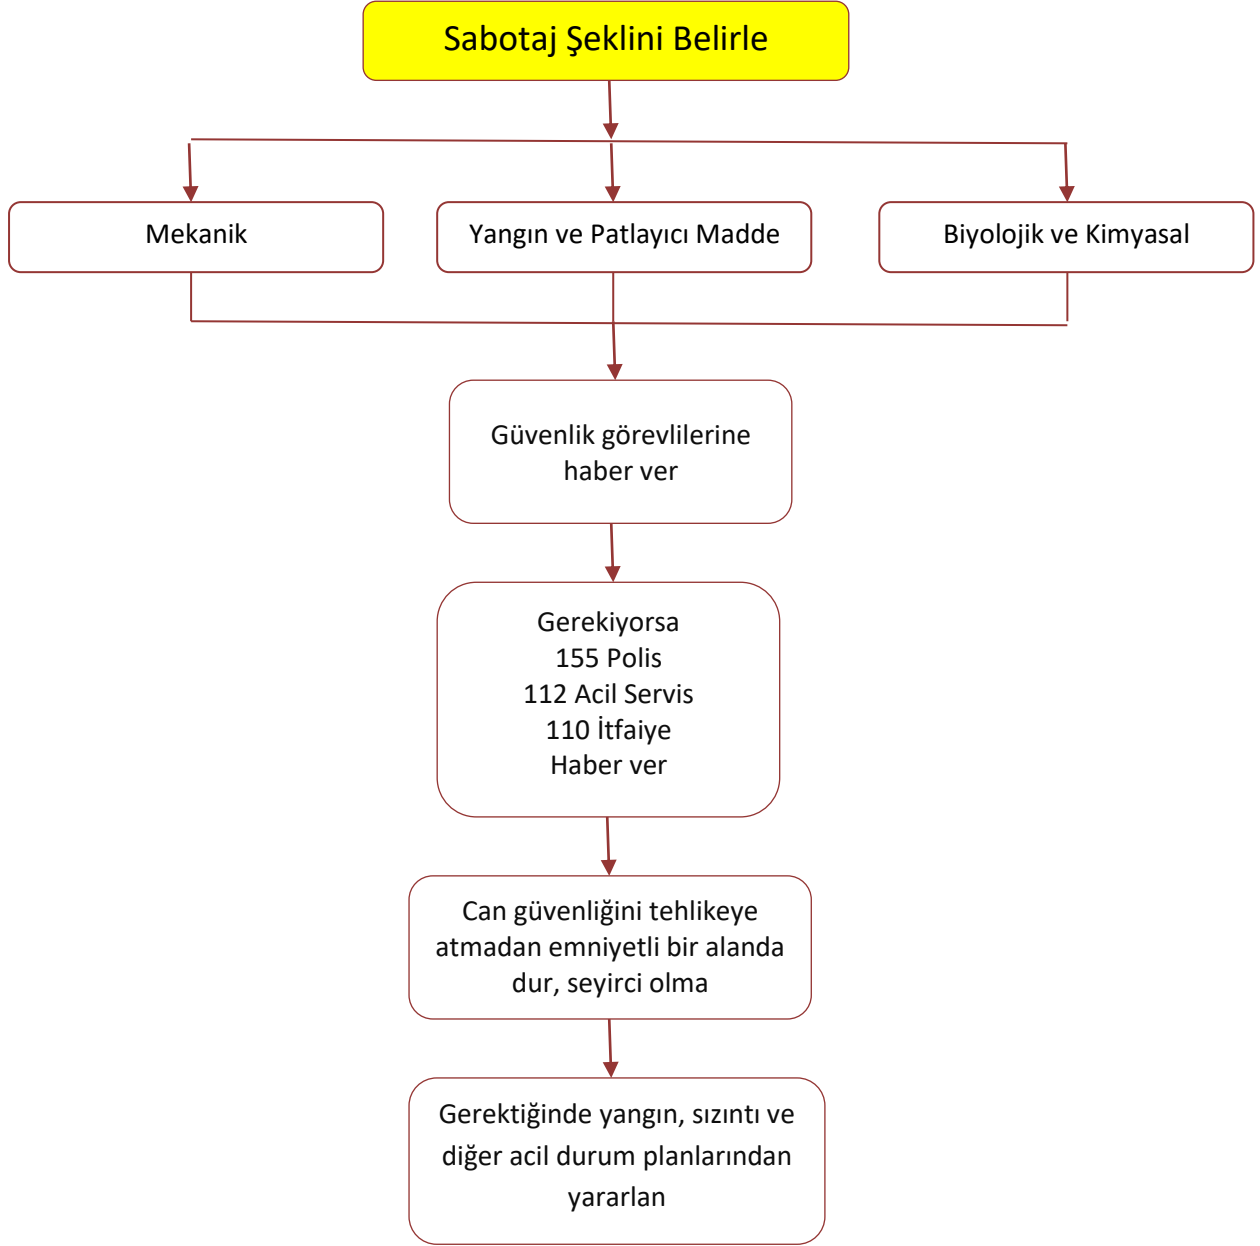 Sabotaj Şeklini Belirle
Mekanik
Yangın ve Patlayıcı Madde
Biyolojik ve Kimyasal
Güvenlik görevlilerine
haber ver
Gerekiyorsa
155 Polis
112 Acil Servis
110 İtfaiye
Haber ver
Can güvenliğini tehlikeye
atmadan emniyetli bir alanda
dur, seyirci olma
Gerektiğinde yangın, sızıntı ve
diğer acil durum planlarından
yararlan